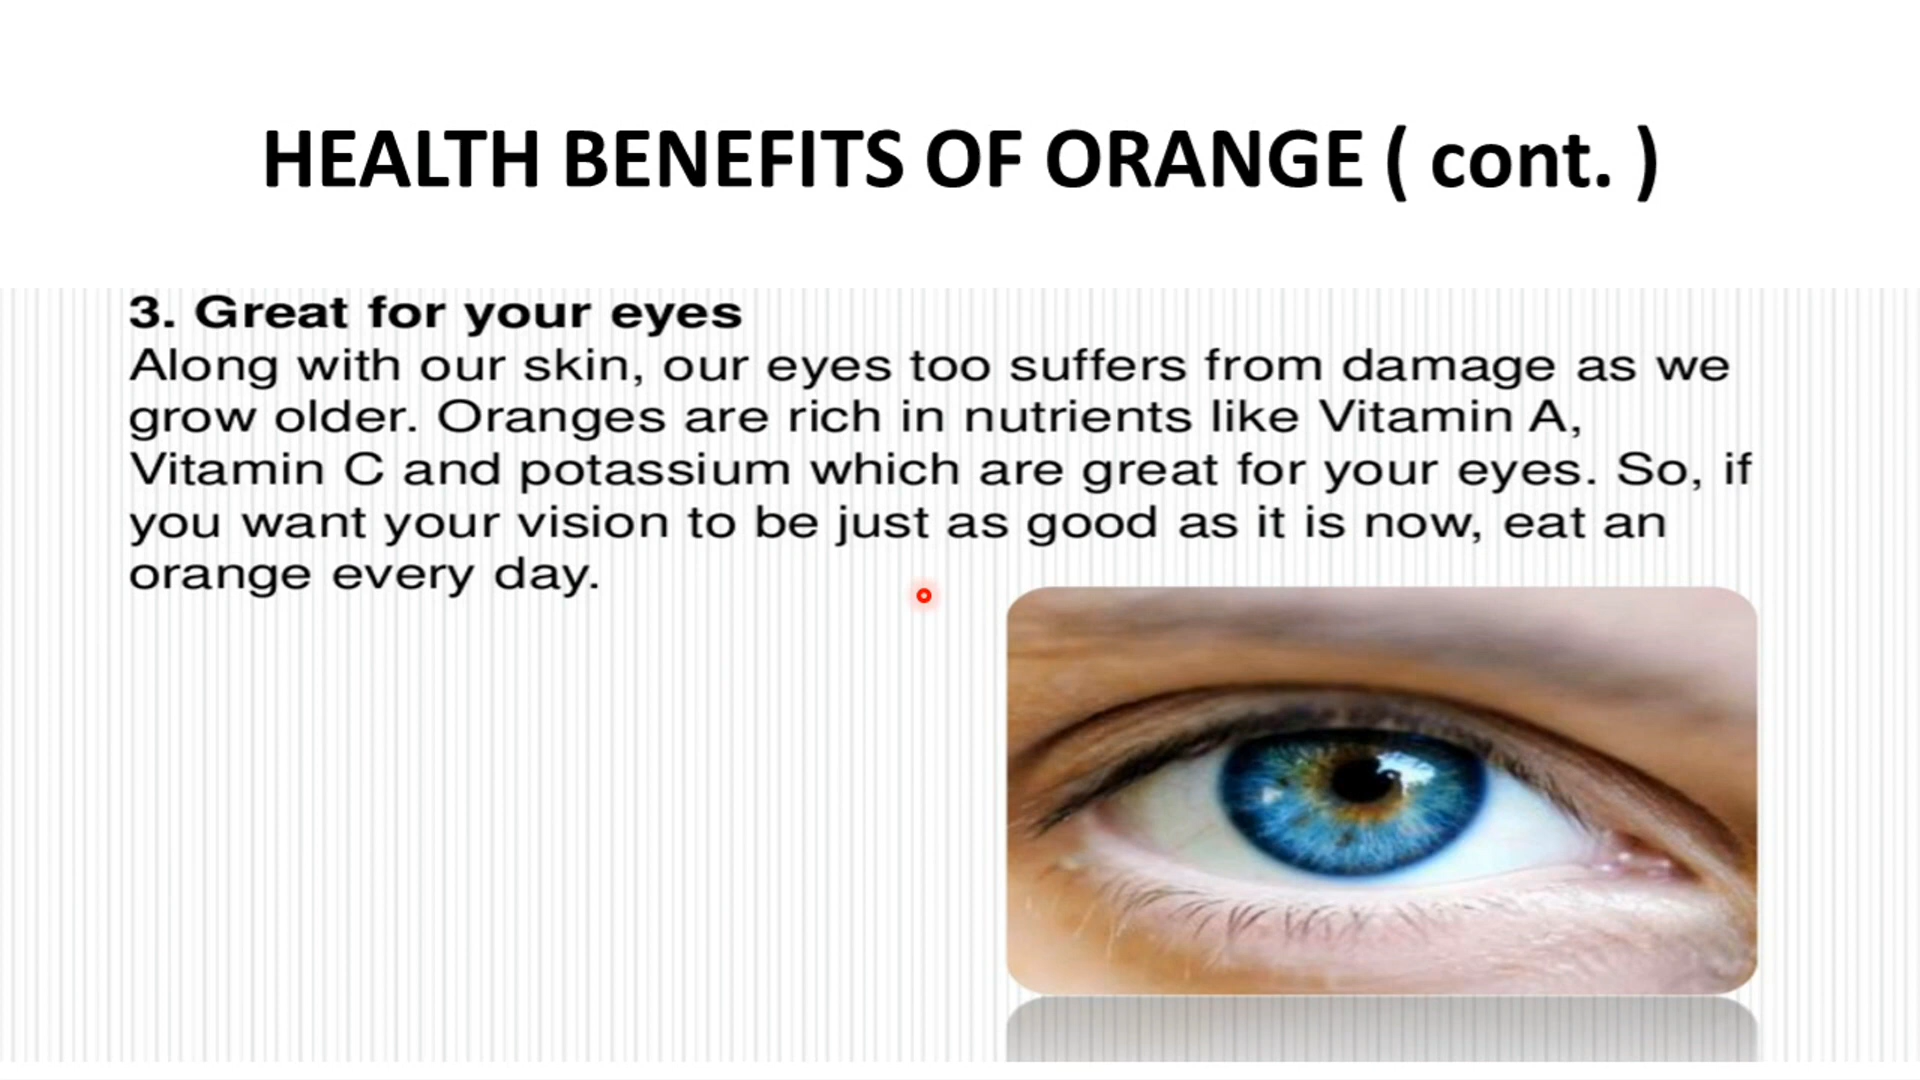 HEALTH BENEFITS OF ORANGE ( cont. )
3. Great for your eyes
Along with our skin, our eyes too suffers from damage as we
grow older. Oranges are rich in nutrients like Vitamin A,
Vitamin C and potassium which are great for your eyes. So, if
you want your vision to be just as good as it is now, eat an
orange every day.